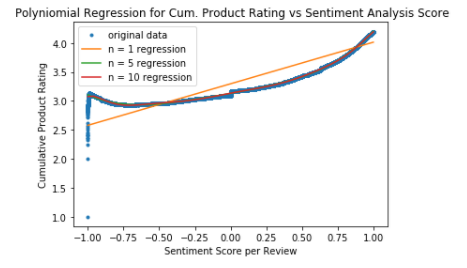 Polyniomial Regression for Cum. Product Rating vs Sentiment Analysis Score
original data
n = 1 regression
n = 5 regression
n = 10 regression
Cumulative Product Rating
4.0
3.5
3.0
2.5
2.0
1.5
1.0
−1.00 −0.75 −0.50 −0.25 0.00 0.25 0.50 0.75 1.00
Sentiment Score per Review